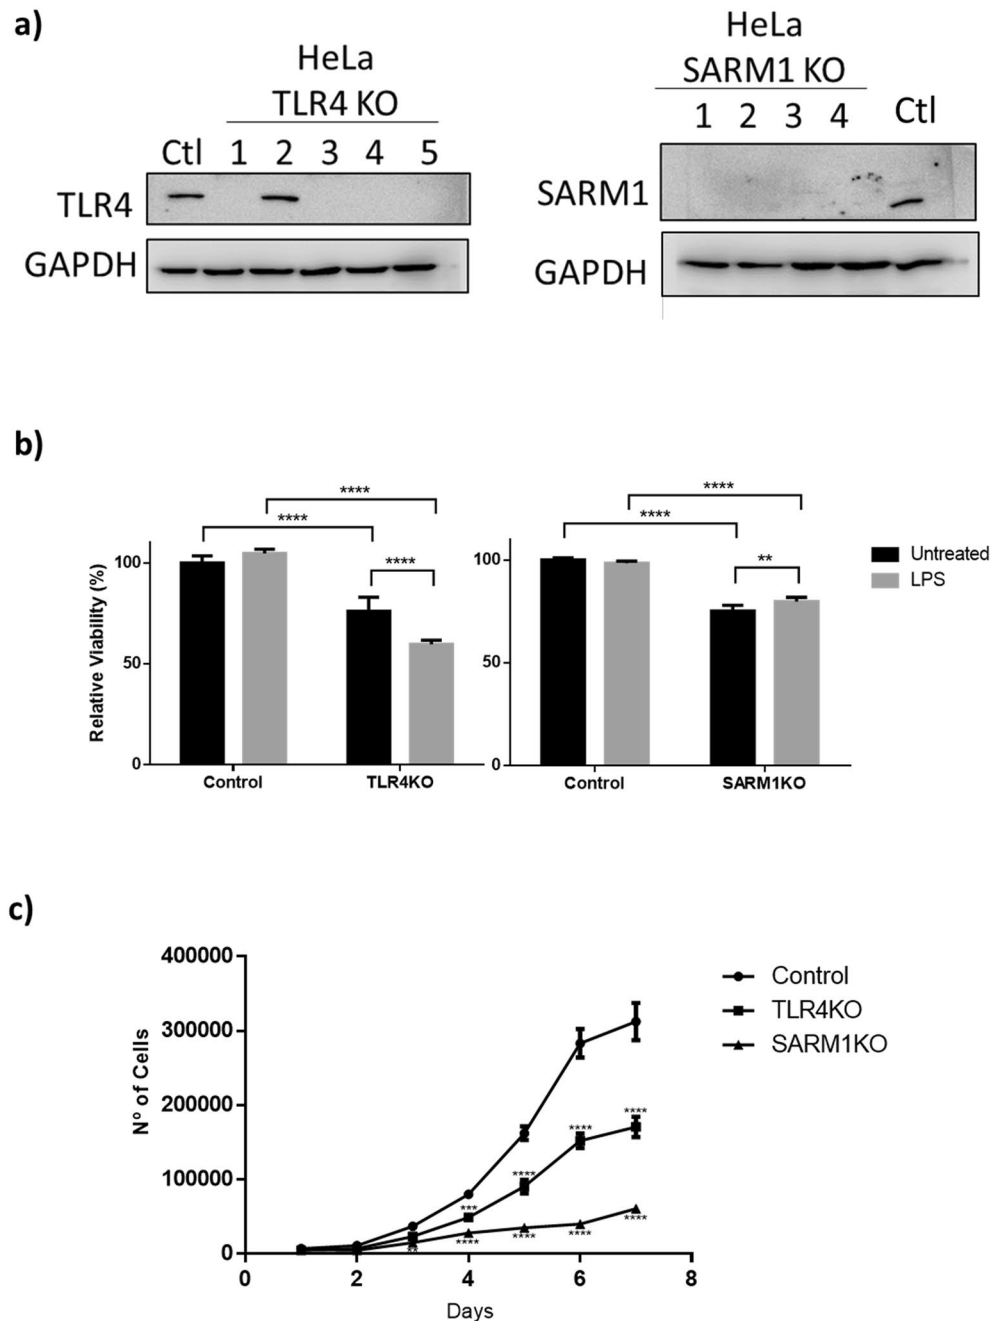 a)
HeLa
TLR4 KO
Ctl 1 2 3 4 5
TLR4
GAPDH
HeLa
SARM1 KO
1 2 3 4 Ctl
SARM1
GAPDH
b)
Relative Viability (%)
100
50
0
****
****
****
Control
TLR4KO
100
50
0
****
****
**
Control
SARM1KO
Untreated
LPS
c)
Nº of Cells
400000
300000
200000
100000
0
**
***
****
****
****
****
****
****
****
0 2 4 6 8
Days
Control
TLR4KO
SARM1KO